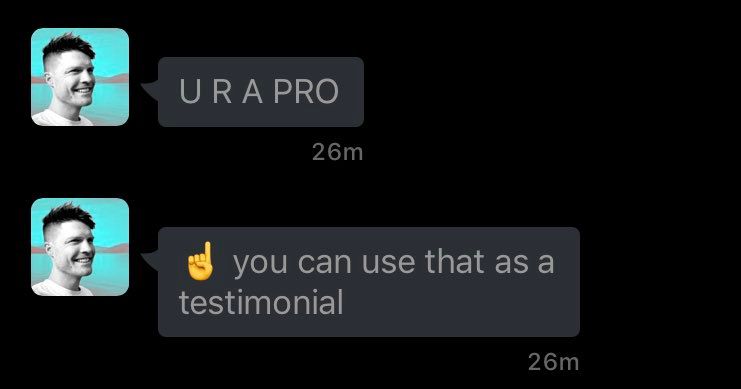 U R A PRO
26m
☝️ you can use that as a
testimonial
26m